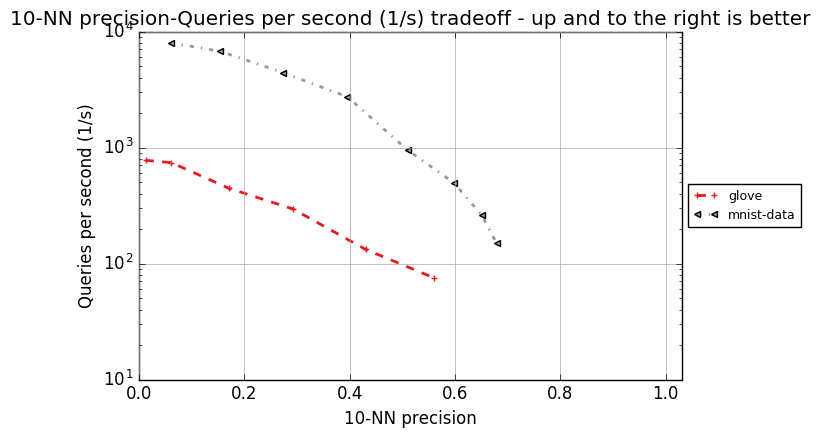 10-NN precision-Queries per second (1/s) tradeoff - up and to the right is better
Queries per second (1/s)
10^4
10^3
10^2
10^1
0.0 0.2 0.4 0.6 0.8 1.0
10-NN precision
glove
mnist-data